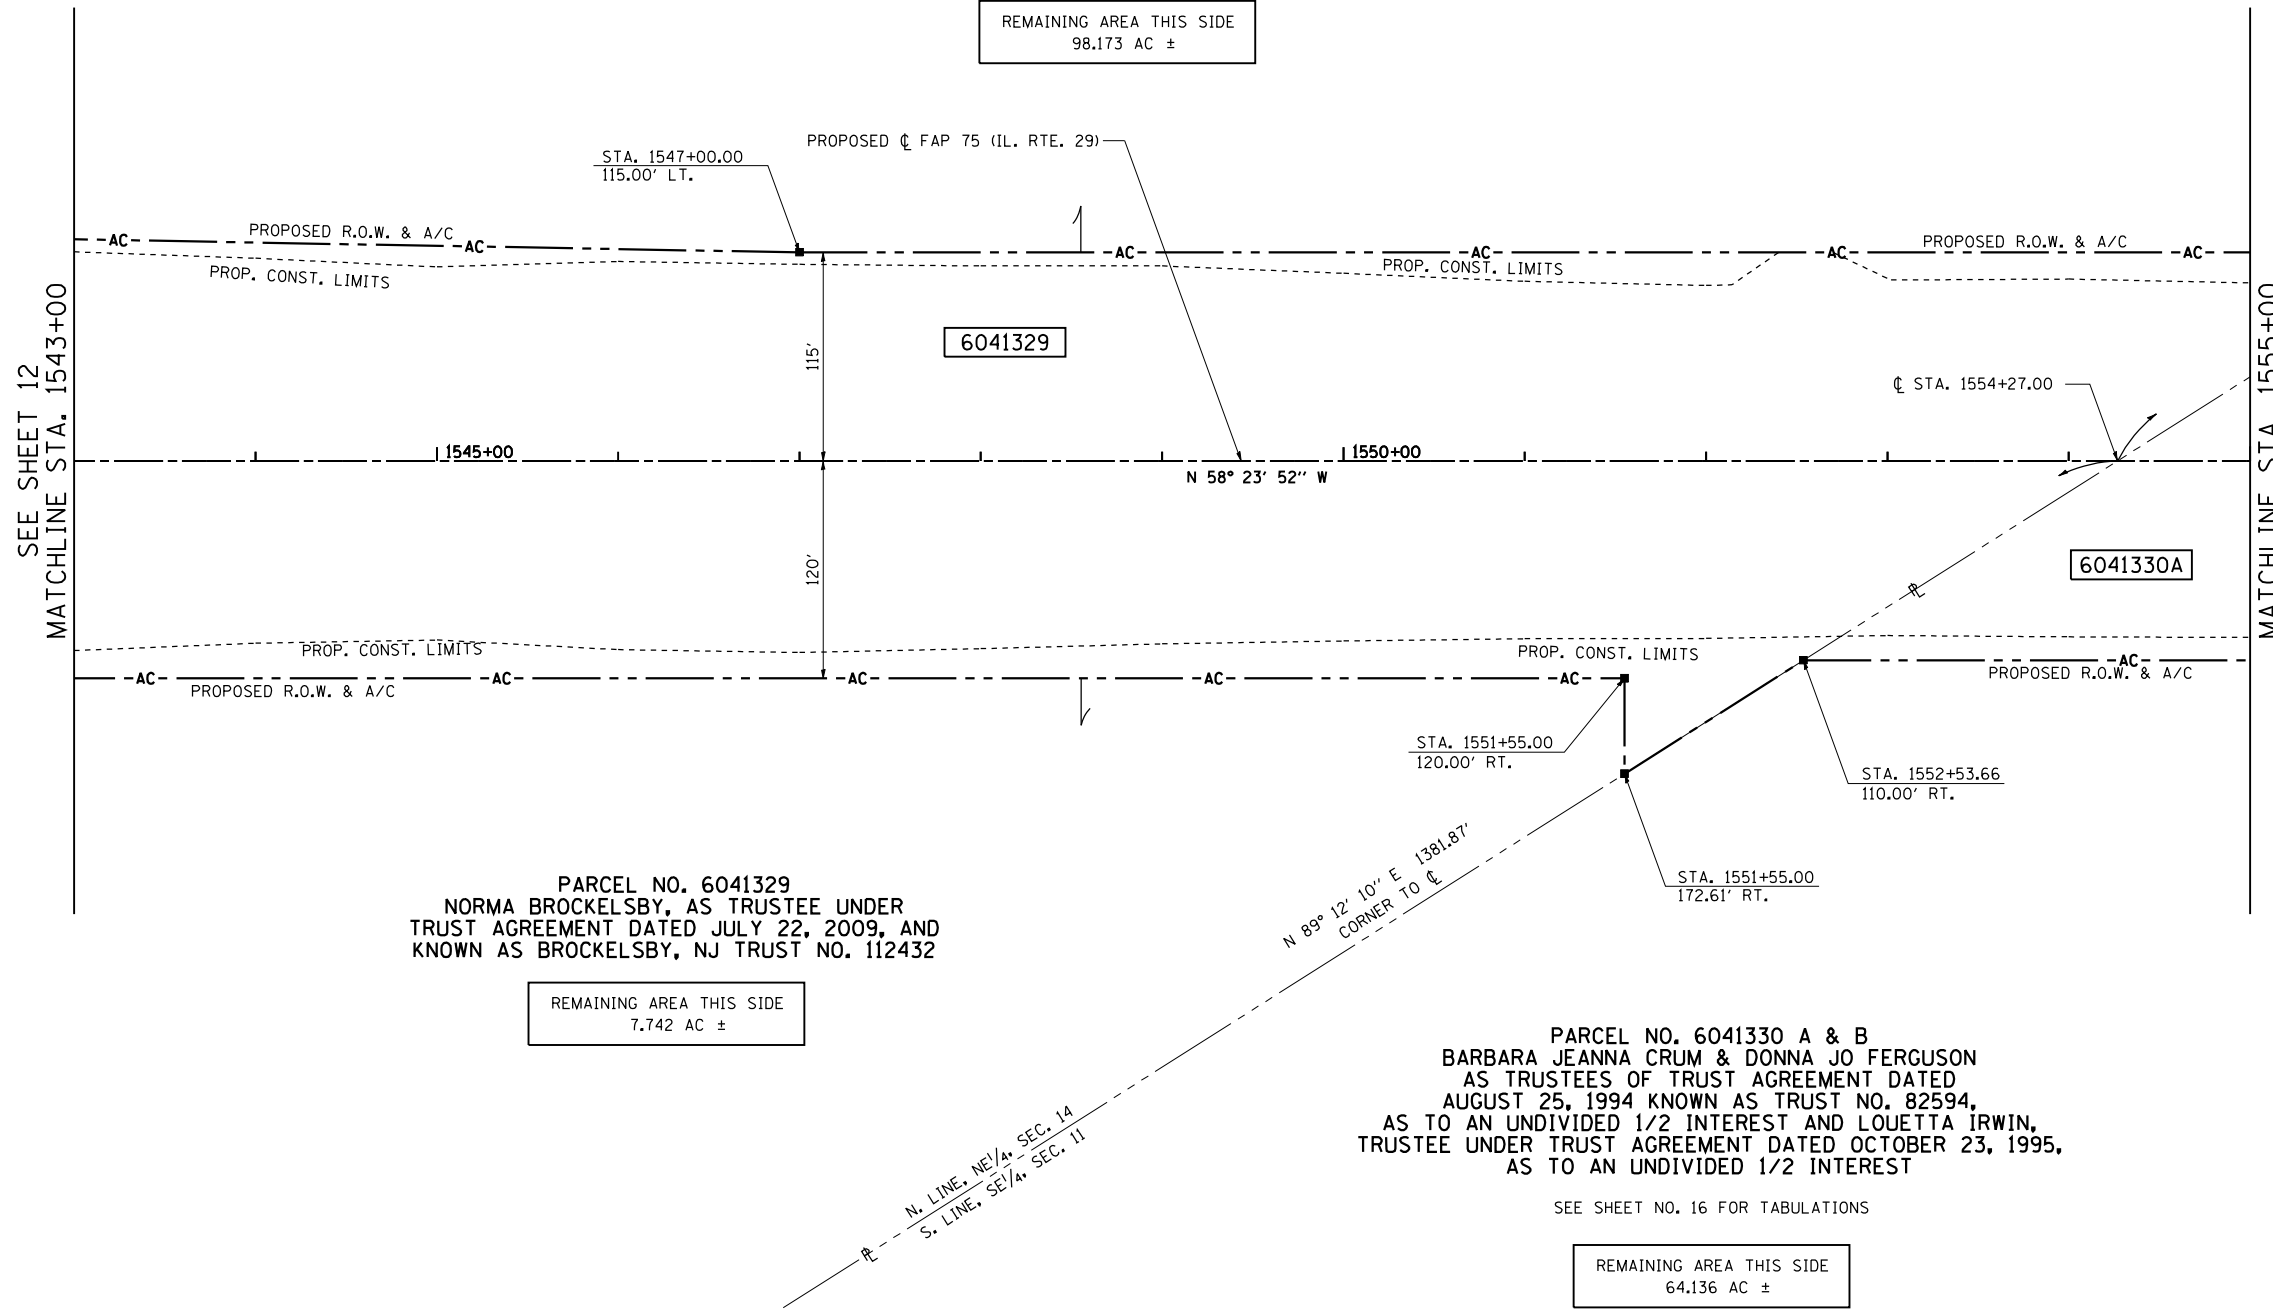 REMAINING AREA THIS SIDE
98.173 AC ±
PROPOSED ℄ FAP 75 (IL. RTE. 29)
STA. 1547+00.00
115.00' LT.
AC
PROPOSED R.O.W. & A/C
AC
AC
AC
AC
PROPOSED R.O.W. & A/C
AC
PROP. CONST. LIMITS
PROP. CONST. LIMITS
SEE SHEET 12
MATCHLINE STA. 1543+00
MATCHLINE STA. 1555+00
6041329
115'
℄ STA. 1554+27.00
1545+00
1550+00
N 58° 23' 52'' W
120'
6041330A
℄
PROP. CONST. LIMITS
PROP. CONST. LIMITS
AC
AC
AC
AC
AC
AC
PROPOSED R.O.W. & A/C
PROPOSED R.O.W. & A/C
STA. 1551+55.00
120.00' RT.
STA. 1552+53.66
110.00' RT.
STA. 1551+55.00
172.61' RT.
N 89° 12' 10'' E 1381.87'
CORNER TO ℄
PARCEL NO. 6041329
NORMA BROCKELSBY, AS TRUSTEE UNDER
TRUST AGREEMENT DATED JULY 22, 2009, AND
KNOWN AS BROCKELSBY, NJ TRUST NO. 112432
REMAINING AREA THIS SIDE
7.742 AC ±
PARCEL NO. 6041330 A & B
BARBARA JEANNA CRUM & DONNA JO FERGUSON
AS TRUSTEES OF TRUST AGREEMENT DATED
AUGUST 25, 1994 KNOWN AS TRUST NO. 82594,
AS TO AN UNDIVIDED 1/2 INTEREST AND LOUETTA IRWIN,
TRUSTEE UNDER TRUST AGREEMENT DATED OCTOBER 23, 1995,
AS TO AN UNDIVIDED 1/2 INTEREST
SEE SHEET NO. 16 FOR TABULATIONS
REMAINING AREA THIS SIDE
64.136 AC ±
N. LINE, NE1/4, SEC. 14
S. LINE, SE1/4, SEC. 11
PL